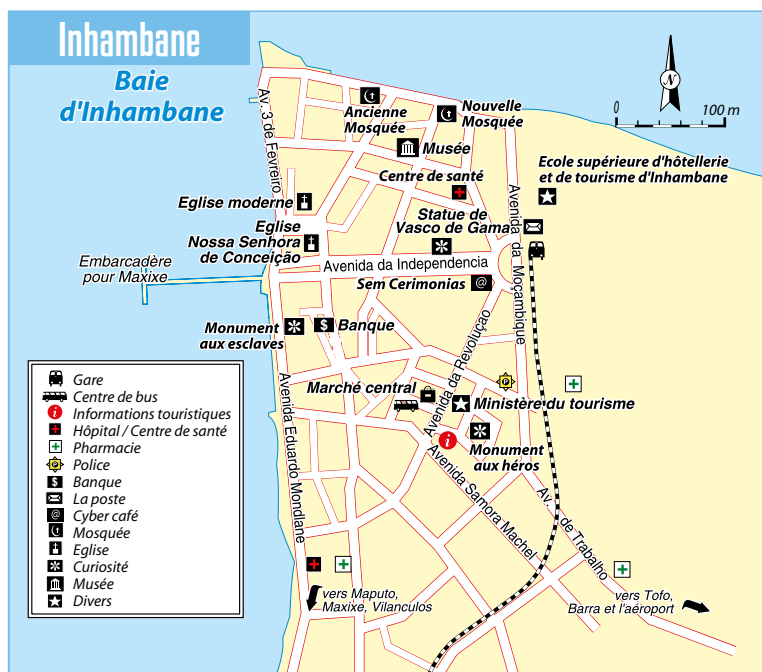 Inhambane
Baie
d'Inhambane
N
0 100 m
Av. 3 de Fevreiro
Ancienne
Mosquée
Nouvelle
Mosquée
Musée
Centre de santé
Ecole supérieure d'hôtellerie
et de tourisme d'Inhambane
Eglise moderne
Statue de
Vasco de Gama
Eglise
Nossa Senhora
de Conceição
Avenida da Moçambique
Embarcadère
pour Maxixe
Avenida da Independencia
Sem Cerimonias
@
Monument
aux esclaves
$
Banque
Avenida da Revoluçao
Marché central
P
Ministère du tourisme
i
Monument
aux héros
Avenida Eduardo Mondlane
Avenida Samora Machel
Av. de Trabalho
vers Maputo,
Maxixe, Vilanculos
vers Tofo,
Barra et l'aéroport
Gare
Centre de bus
i Informations touristiques
Hôpital / Centre de santé
Pharmacie
P Police
$ Banque
La poste
@ Cyber café
Mosquée
Eglise
Curiosité
Musée
Divers